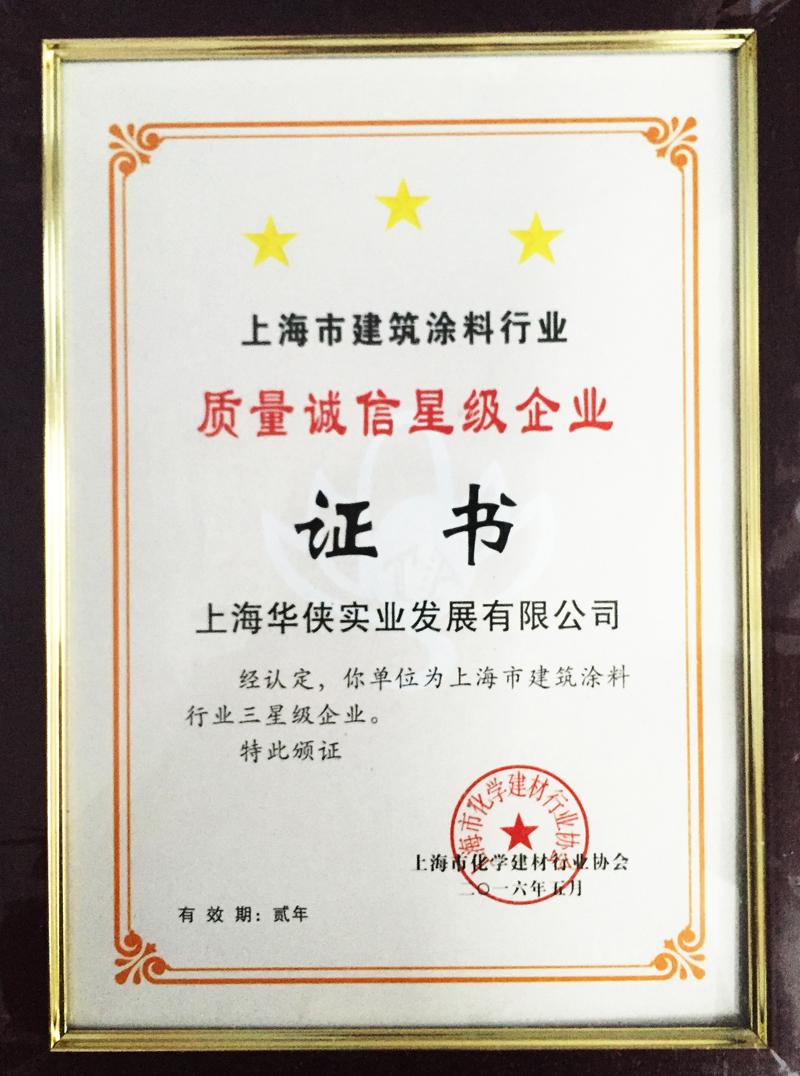 上海市建筑涂料行业
质量诚信星级企业
证 书
上海华侠实业发展有限公司
经认定，你单位为上海市建筑涂料
行业三星级企业。
特此颁证
上海市化学建材行业协会
上海市化学建材行业协会
二〇一六年五月
有 效 期：贰年